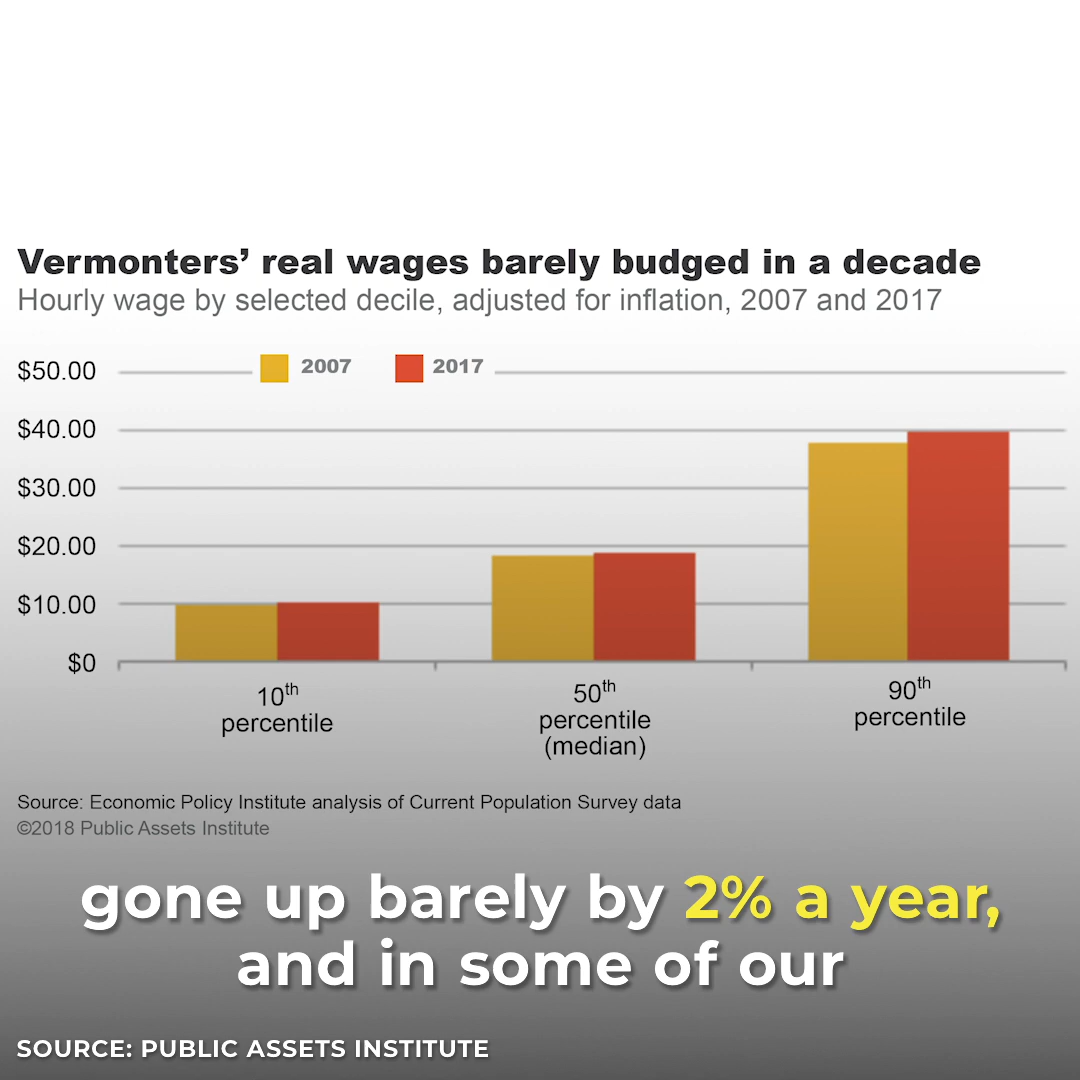 Vermonters’ real wages barely budged in a decade
Hourly wage by selected decile, adjusted for inflation, 2007 and 2017
2007
2017
$50.00
$40.00
$30.00
$20.00
$10.00
$0
10th
percentile
50th
percentile
(median)
90th
percentile
Source: Economic Policy Institute analysis of Current Population Survey data
©2018 Public Assets Institute
gone up barely by 2% a year,
and in some of our
SOURCE: PUBLIC ASSETS INSTITUTE